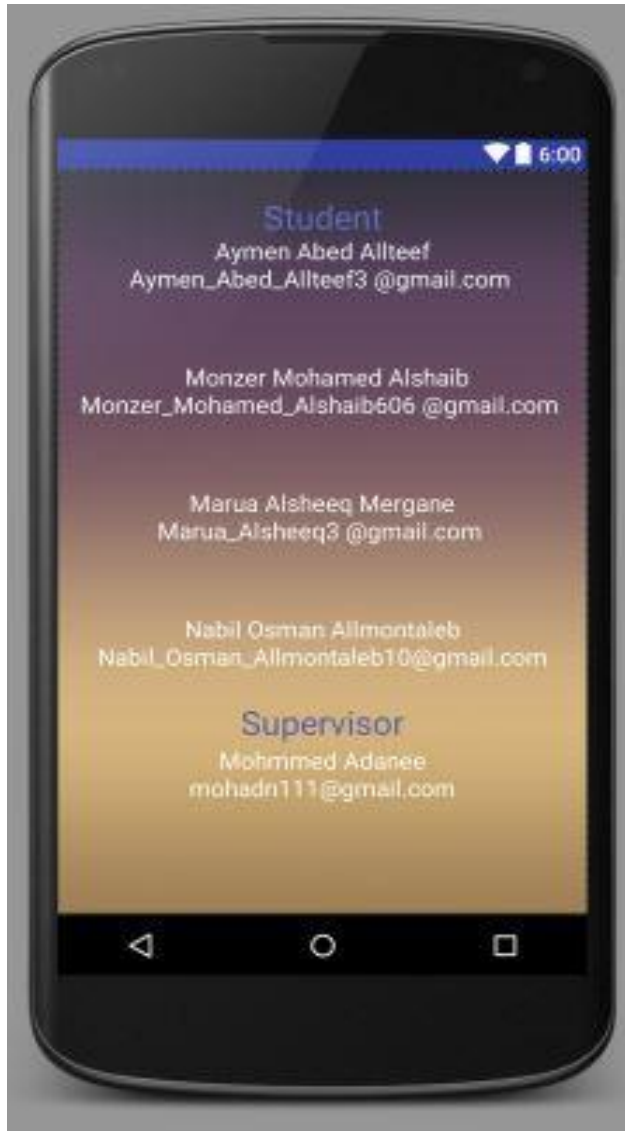 6:00
Student
Aymen Abed Allteef
Aymen_Abed_Allteef3 @gmail.com
Monzer Mohamed Alshaib
Monzer_Mohamed_Alshaib606 @gmail.com
Marua Alsheeq Mergane
Marua_Alsheeq3 @gmail.com
Nabil Osman Allmontaleb
Nabil_Osman_Allmontaleb10@gmail.com
Supervisor
Mohmmed Adanee
mohadn111@gmail.com